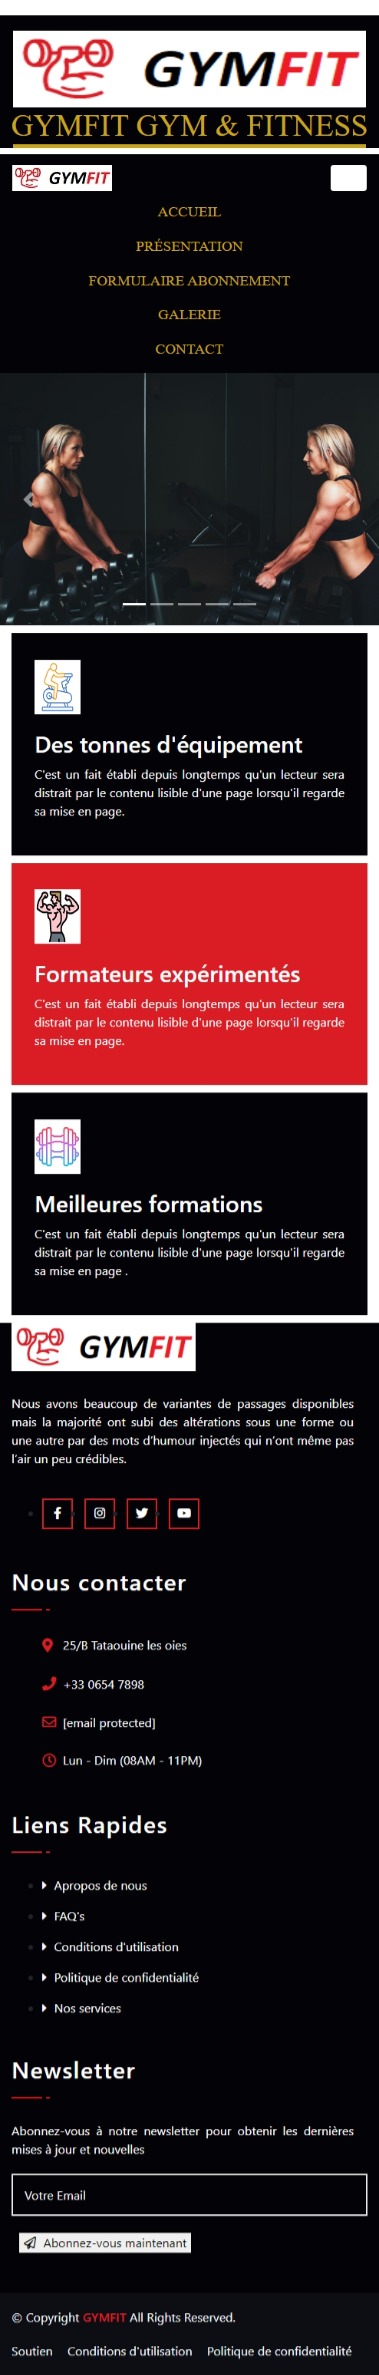 GYMFIT
GYMFIT GYM & FITNESS
GYMFIT
ACCUEIL
PRÉSENTATION
FORMULAIRE ABONNEMENT
GALERIE
CONTACT
Des tonnes d'équipement
C'est un fait établi depuis longtemps qu'un lecteur sera
distrait par le contenu lisible d'une page lorsqu'il regarde
sa mise en page.
Formateurs expérimentés
C'est un fait établi depuis longtemps qu'un lecteur sera
distrait par le contenu lisible d'une page lorsqu'il regarde
sa mise en page.
Meilleures formations
C'est un fait établi depuis longtemps qu'un lecteur sera
distrait par le contenu lisible d'une page lorsqu'il regarde
sa mise en page .
GYMFIT
Nous avons beaucoup de variantes de passages disponibles
mais la majorité ont subi des altérations sous une forme ou
une autre par des mots d'humour injectés qui n'ont même pas
l'air un peu crédibles.
Nous contacter
25/B Tataouine les oies
+33 0654 7898
[email protected]
Lun - Dim (08AM - 11PM)
Liens Rapides
Apropos de nous
FAQ's
Conditions d'utilisation
Politique de confidentialité
Nos services
Newsletter
Abonnez-vous à notre newsletter pour obtenir les dernières
mises à jour et nouvelles
Votre Email
Abonnez-vous maintenant
© Copyright GYMFIT All Rights Reserved.
Soutien Conditions d'utilisation Politique de confidentialité